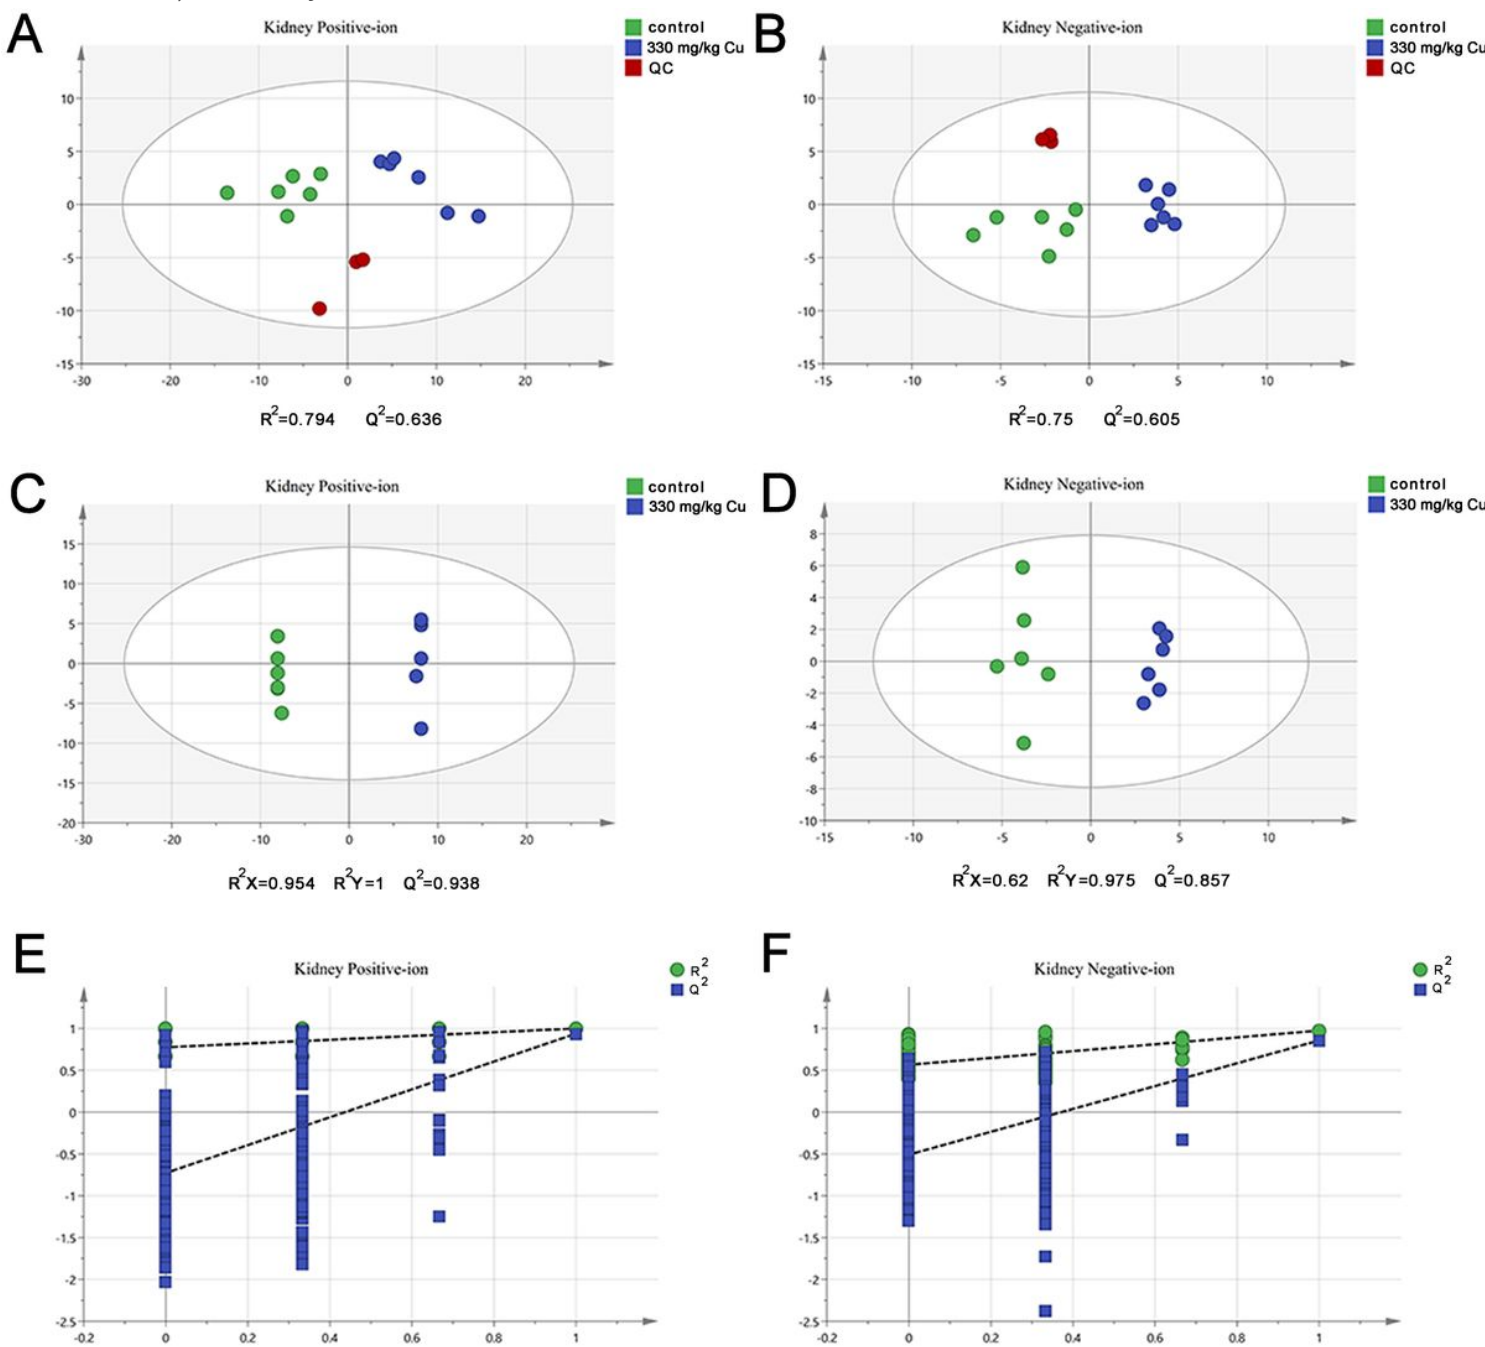 A
Kidney Positive-ion
control
330 mg/kg Cu
QC
10
5
0
-5
-10
-15
-30 -20 -10 0 10 20
R²=0.794 Q²=0.636
B
Kidney Negative-ion
control
330 mg/kg Cu
QC
10
5
0
-5
-10
-15
-15 -10 -5 0 5 10
R²=0.75 Q²=0.605
C
Kidney Positive-ion
control
330 mg/kg Cu
15
10
5
0
-5
-10
-15
-20
-30 -20 -10 0 10 20
R²X=0.954 R²Y=1 Q²=0.938
D
Kidney Negative-ion
control
330 mg/kg Cu
8
6
4
2
0
-2
-4
-6
-8
-10
-15 -10 -5 0 5 10
R²X=0.62 R²Y=0.975 Q²=0.857
E
Kidney Positive-ion
R²
Q²
1
0.5
0
-0.5
-1
-1.5
-2
-2.5
-0.2 0 0.2 0.4 0.6 0.8 1
F
Kidney Negative-ion
R²
Q²
1
0.5
0
-0.5
-1
-1.5
-2
-2.5
-0.2 0 0.2 0.4 0.6 0.8 1